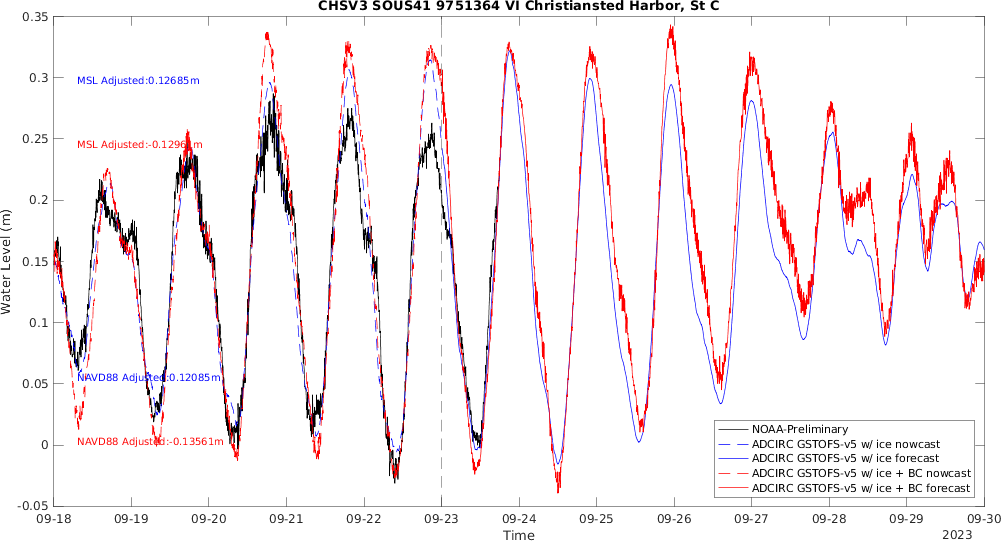 CHSV3 SOUS41 9751364 VI Christiansted Harbor, St C
0.35
0.3
0.25
0.2
0.15
0.1
0.05
0
-0.05
Water Level (m)
MSL Adjusted:0.12685m
MSL Adjusted:-0.12961m
NAVD88 Adjusted:0.12085m
NAVD88 Adjusted:-0.13561m
NOAA-Preliminary
ADCIRC GSTOFS-v5 w/ ice nowcast
ADCIRC GSTOFS-v5 w/ ice forecast
ADCIRC GSTOFS-v5 w/ ice + BC nowcast
ADCIRC GSTOFS-v5 w/ ice + BC forecast
09-18 09-19 09-20 09-21 09-22 09-23 09-24 09-25 09-26 09-27 09-28 09-29 09-30
Time
2023